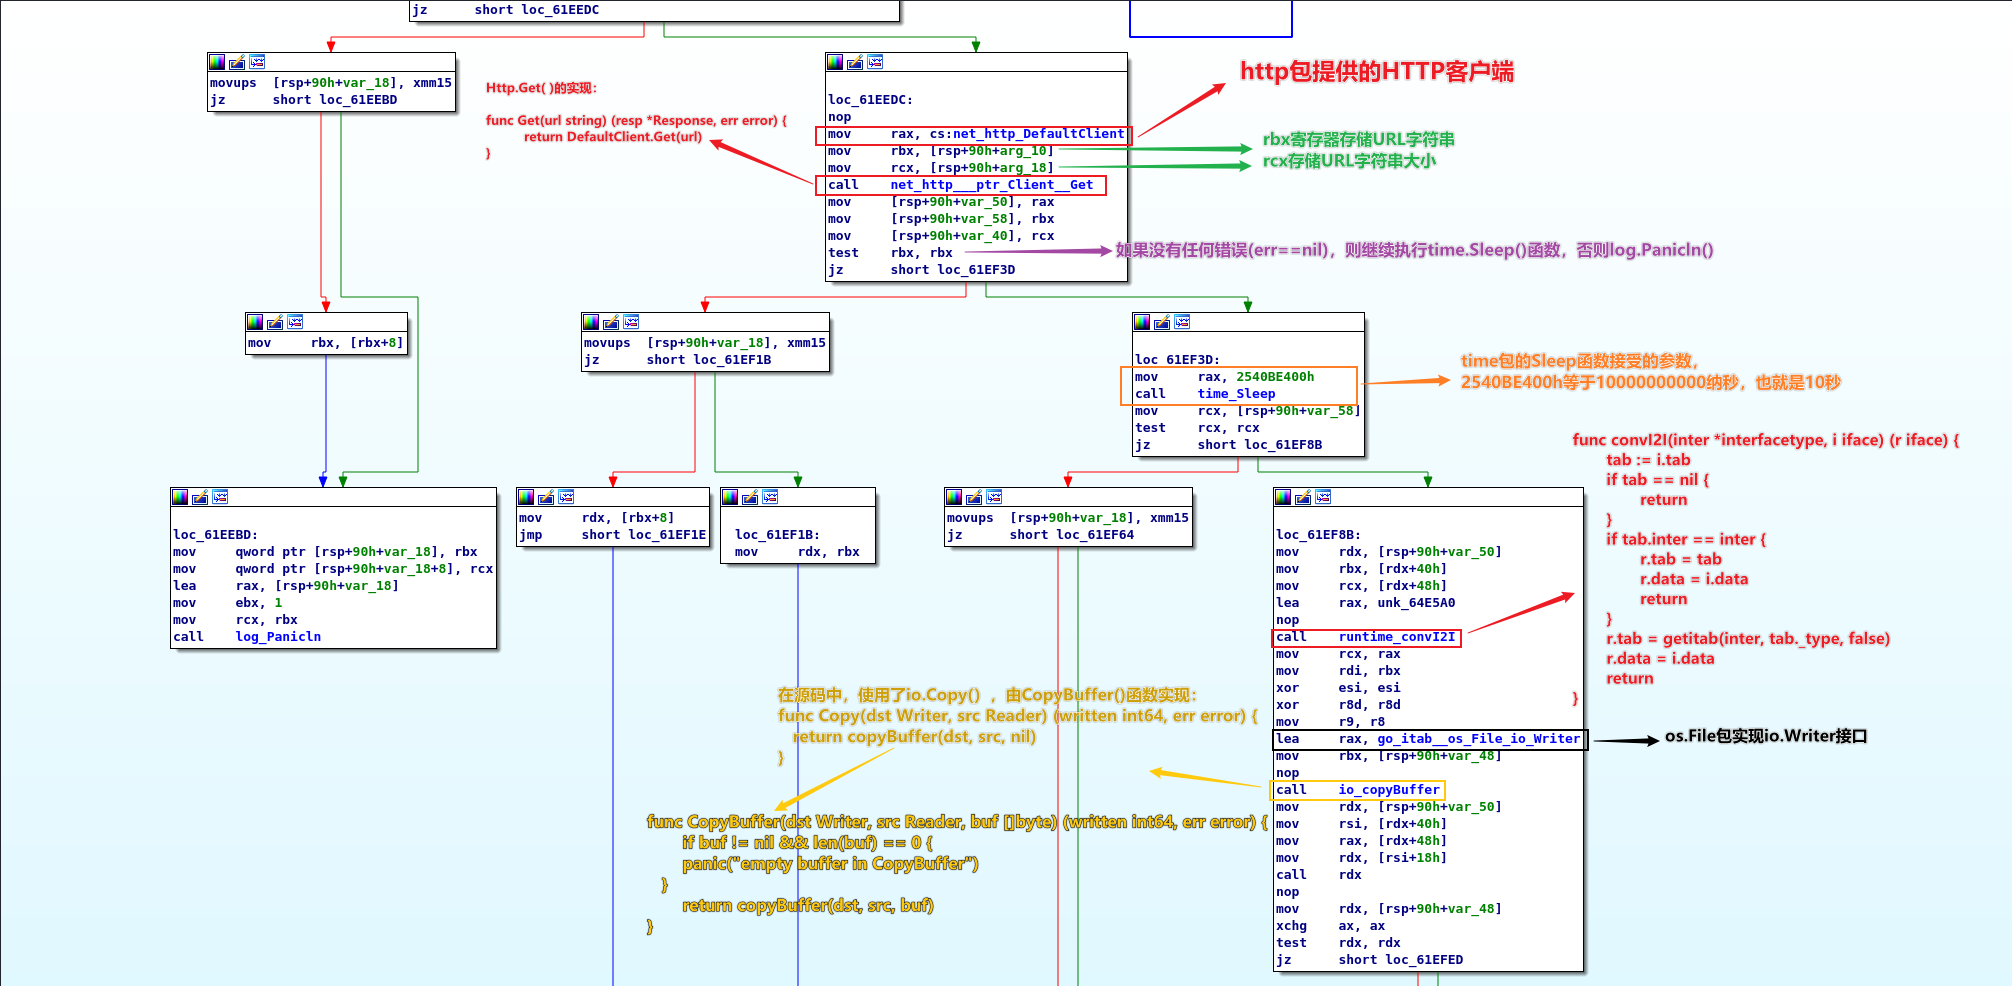 jz short loc_61EEDC
movups [rsp+90h+var_18], xmm15
jz short loc_61EEBD
Http.Get( )的实现：
func Get(url string) (resp *Response, err error) {
return DefaultClient.Get(url)
}
loc_61EEDC:
nop
mov rax, cs:net_http_DefaultClient
mov rbx, [rsp+90h+arg_10]
mov rcx, [rsp+90h+arg_18]
call net_http___ptr_Client__Get
mov [rsp+90h+var_50], rax
mov [rsp+90h+var_58], rbx
mov [rsp+90h+var_40], rcx
test rbx, rbx
jz short loc_61EF3D
http包提供的HTTP客户端
rbx寄存器存储URL字符串
rcx存储URL字符串大小
如果没有任何错误(err==nil)，则继续执行time.Sleep()函数，否则log.Panicln()
mov rbx, [rbx+8]
movups [rsp+90h+var_18], xmm15
jz short loc_61EF1B
loc_61EF3D:
mov rax, 2540BE400h
call time_Sleep
mov rcx, [rsp+90h+var_58]
test rcx, rcx
jz short loc_61EF8B
time包的Sleep函数接受的参数，
2540BE400h等于10000000000纳秒，也就是10秒
loc_61EEBD:
mov qword ptr [rsp+90h+var_18], rbx
mov qword ptr [rsp+90h+var_18+8], rcx
lea rax, [rsp+90h+var_18]
mov ebx, 1
mov rcx, rbx
call log_Panicln
mov rdx, [rbx+8]
jmp short loc_61EF1E
loc_61EF1B:
mov rdx, rbx
movups [rsp+90h+var_18], xmm15
jz short loc_61EF64
loc_61EF8B:
mov rdx, [rsp+90h+var_50]
mov rbx, [rdx+40h]
mov rcx, [rdx+48h]
lea rax, unk_64E5A0
nop
call runtime_convI2I
mov rcx, rax
mov rdi, rbx
xor esi, esi
xor r8d, r8d
mov r9, r8
lea rax, go_itab__os_File_io_Writer
mov rbx, [rsp+90h+var_48]
nop
call io_copyBuffer
mov rdx, [rsp+90h+var_50]
mov rsi, [rdx+40h]
mov rax, [rdx+48h]
mov rdx, [rsi+18h]
call rdx
nop
mov rdx, [rsp+90h+var_48]
xchg ax, ax
test rdx, rdx
jz short loc_61EFED
func convI2I(inter *interfacetype, i iface) (r iface) {
tab := i.tab
if tab == nil {
return
}
if tab.inter == inter {
r.tab = tab
r.data = i.data
return
}
r.tab = getitab(inter, tab._type, false)
r.data = i.data
return
}
os.File包实现io.Writer接口
在源码中，使用了io.Copy()，由CopyBuffer()函数实现：
func Copy(dst Writer, src Reader) (written int64, err error) {
return copyBuffer(dst, src, nil)
}
func CopyBuffer(dst Writer, src Reader, buf []byte) (written int64, err error) {
if buf != nil && len(buf) == 0 {
panic("empty buffer in CopyBuffer")
}
return copyBuffer(dst, src, buf)
}